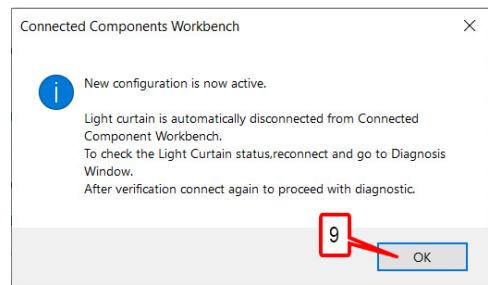 Connected Components Workbench
New configuration is now active.
Light curtain is automatically disconnected from Connected
Component Workbench.
To check the Light Curtain status,reconnect and go to Diagnosis
Window.
After verification connect again to proceed with diagnostic.
9
OK